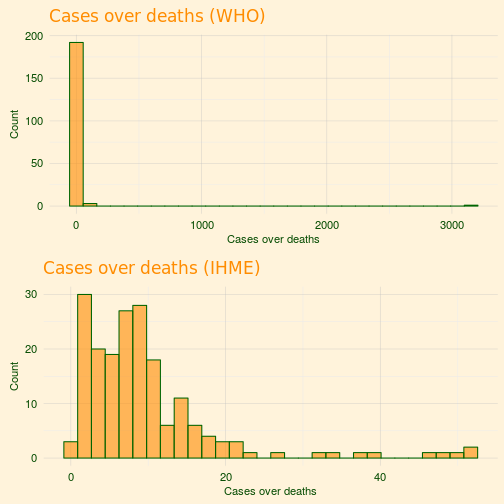 Cases over deaths (WHO)
200
150
100
50
0
Count
0 1000 2000 3000
Cases over deaths
Cases over deaths (IHME)
30
20
10
0
Count
0 20 40
Cases over deaths